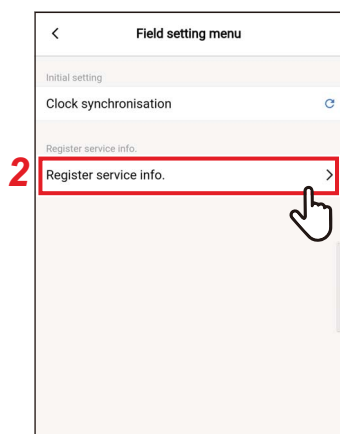 Field setting menu
Initial setting
Clock synchronisation
Register service info.
2
Register service info.